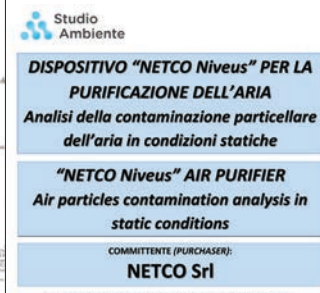 Studio
Ambiente
DISPOSITIVO "NETCO Niveus" PER LA
PURIFICAZIONE DELL'ARIA
Analisi della contaminazione particellare
dell'aria in condizioni statiche
"NETCO Niveus" AIR PURIFIER
Air particles contamination analysis in
static conditions
COMMITTENTE (PURCHASER):
NETCO Srl